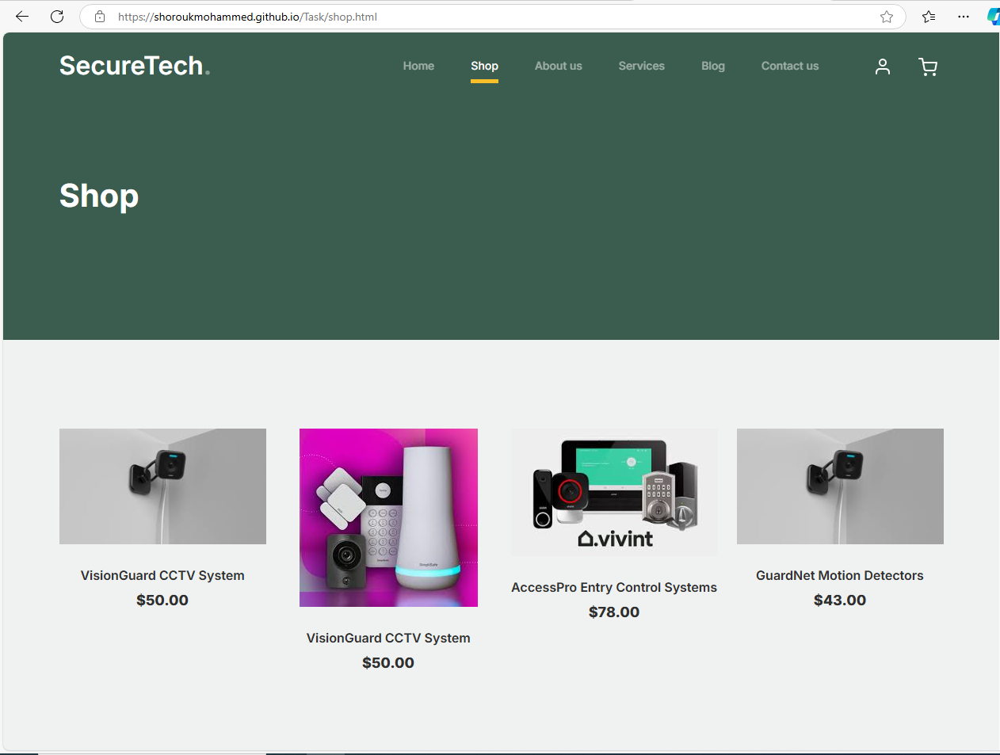 https://shoroukmohammed.github.io/Task/shop.html
SecureTech.
Home
Shop
About us
Services
Blog
Contact us
Shop
vivint
VisionGuard CCTV System
$50.00
VisionGuard CCTV System
$50.00
AccessPro Entry Control Systems
$78.00
GuardNet Motion Detectors
$43.00